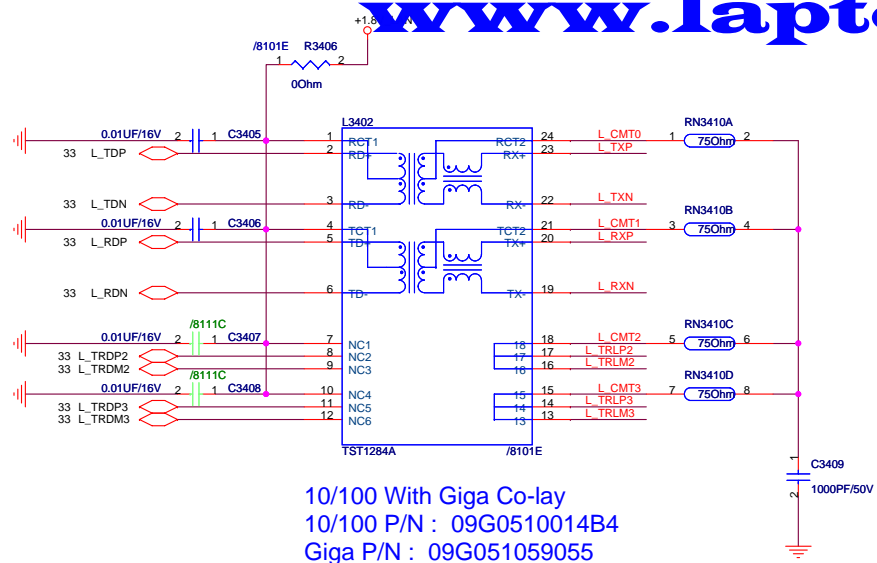 www.lapt
+1.8
/8101E R3406
1 2
0Ohm
L3402
0.01UF/16V 2 1 C3405 1 RCT1 RCT2 24 L_CMT0 1 RN3410A 75Ohm 2
33 L_TDP 2 RD+ RX+ 23 L_TXP
33 L_TDN 3 RD- RX- 22 L_TXN
0.01UF/16V 2 1 C3406 4 TCT1 TCT2 21 L_CMT1 3 RN3410B 75Ohm 4
33 L_RDP 5 TD+ TX+ 20 L_RXP
33 L_RDN 6 TD- TX- 19 L_RXN
/8111C
0.01UF/16V 2 1 C3407 7 NC1 18 18 L_CMT2 5 RN3410C 75Ohm 6
33 L_TRDP2 8 NC2 17 17 L_TRLP2
33 L_TRDM2 9 NC3 16 16 L_TRLM2
/8111C
0.01UF/16V 2 1 C3408 10 NC4 15 15 L_CMT3 7 RN3410D 75Ohm 8
33 L_TRDP3 11 NC5 14 14 L_TRLP3
33 L_TRDM3 12 NC6 13 13 L_TRLM3
TST1284A /8101E
1 C3409
2 1000PF/50V
10/100 With Giga Co-lay
10/100 P/N : 09G0510014B4
Giga P/N : 09G051059055